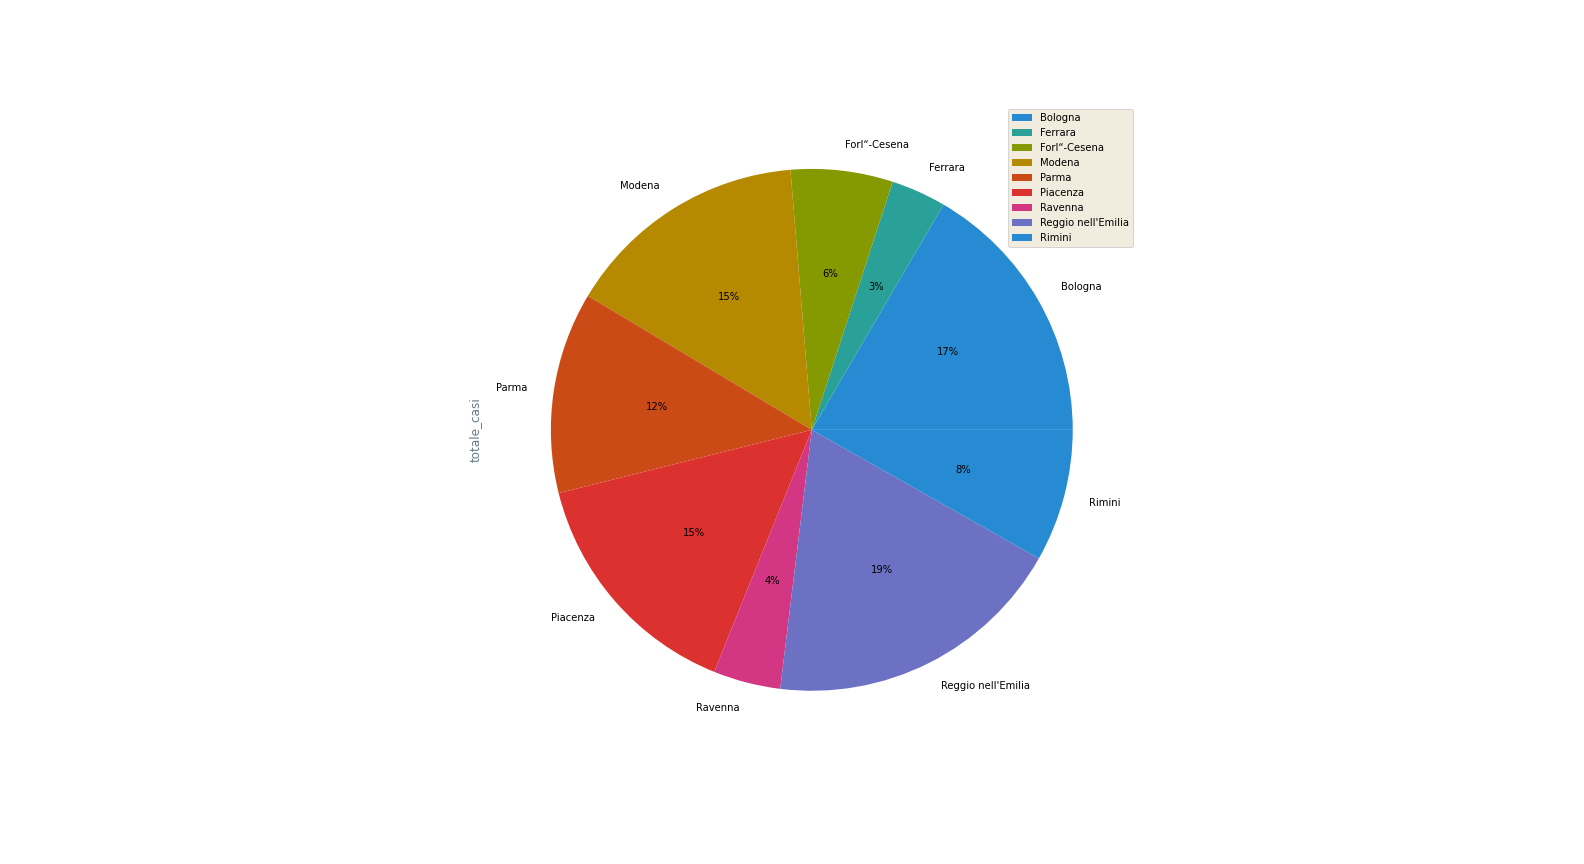 Bologna
Ferrara
Forl“-Cesena
Modena
Parma
Piacenza
Ravenna
Reggio nell'Emilia
Rimini
Forl“-Cesena
Ferrara
Modena
Bologna
Parma
Rimini
Piacenza
Reggio nell'Emilia
Ravenna
6%
3%
15%
17%
12%
8%
15%
19%
4%
totale_casi